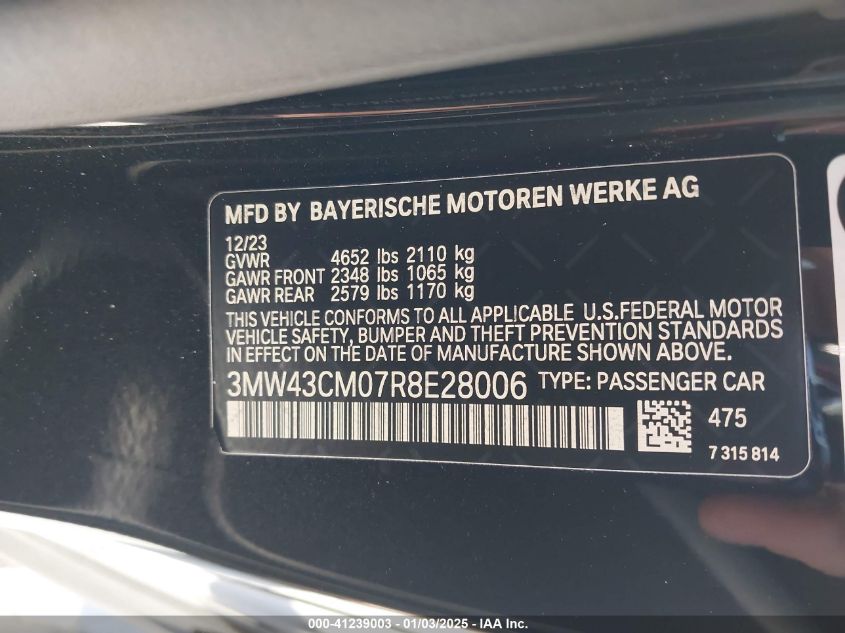 MFD BY BAYERISCHE MOTOREN WERKE AG
12/23
GVWR 4652 lbs 2110 kg
GAWR FRONT 2348 lbs 1065 kg
GAWR REAR 2579 lbs 1170 kg
THIS VEHICLE CONFORMS TO ALL APPLICABLE U.S.FEDERAL MOTOR
VEHICLE SAFETY, BUMPER AND THEFT PREVENTION STANDARDS
IN EFFECT ON THE DATE OF MANUFACTURE SHOWN ABOVE.
3MW43CM07R8E28006 TYPE: PASSENGER CAR
475
7 315 814
000-41239003 - 01/03/2025 - IAA Inc.